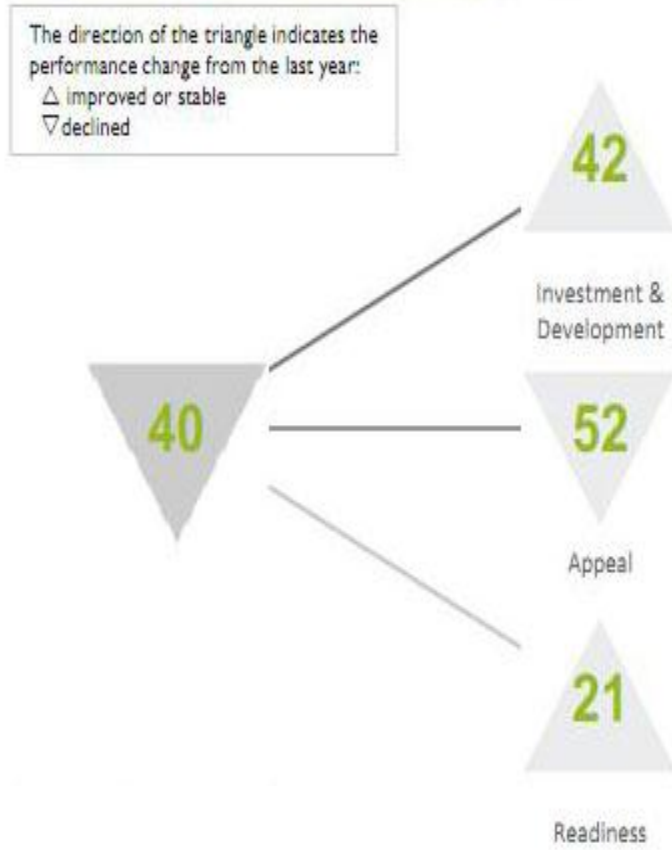 The direction of the triangle indicates the
performance change from the last year:
△ improved or stable
▽ declined
42
Investment &
Development
40
52
Appeal
21
Readiness